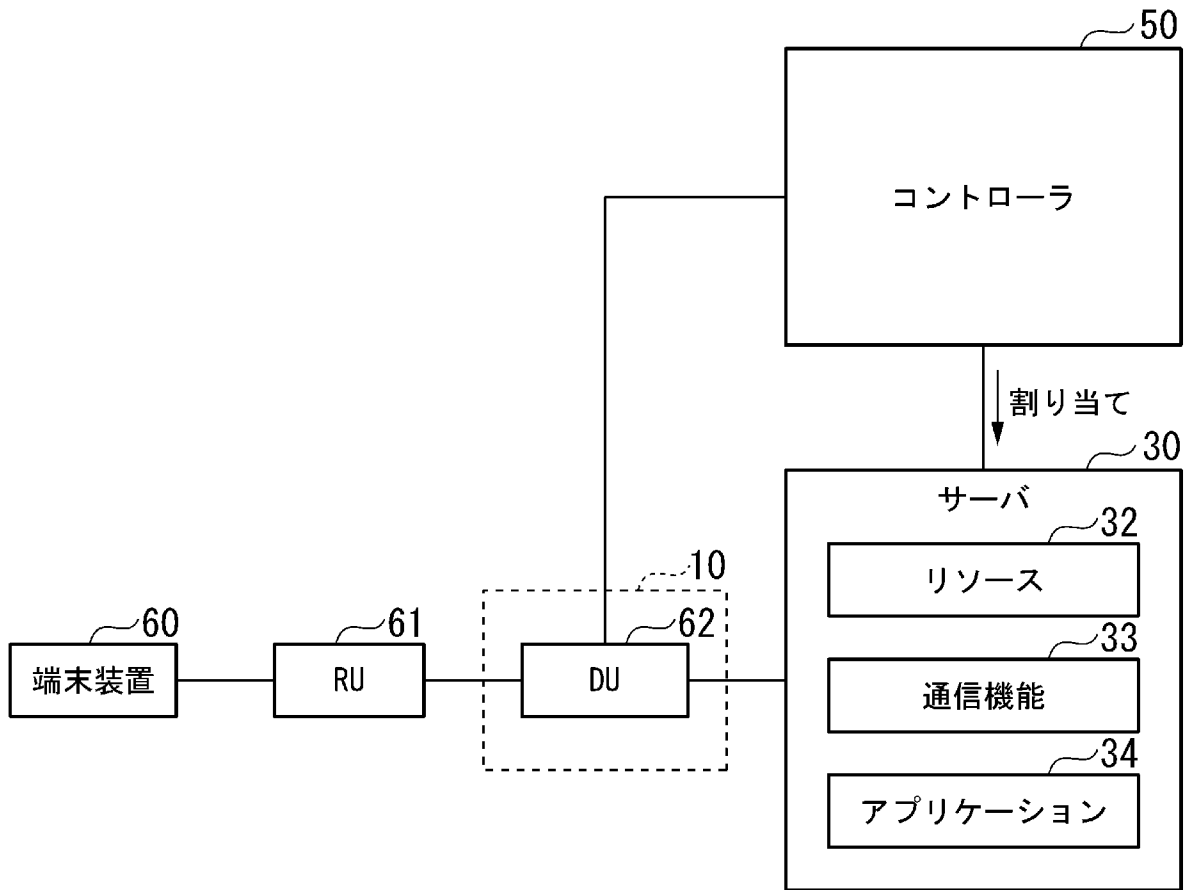 50
コントローラ
割り当て
30
サーバ
32
リソース
10
60
61
62
33
端末装置
RU
DU
通信機能
34
アプリケーション